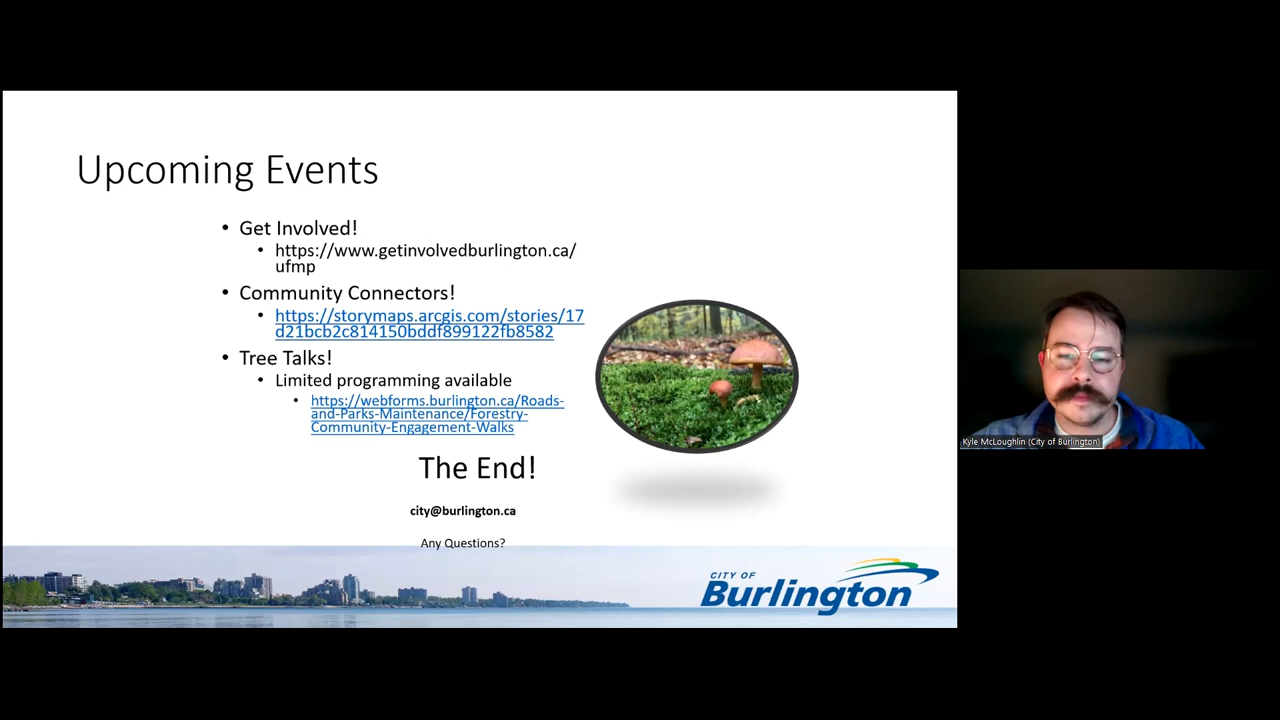 Upcoming Events
• Get Involved!
• https://www.getinvolvedburlington.ca/
ufmp
• Community Connectors!
• https://storymaps.arcgis.com/stories/17
d21bcb2c814150bddf899122fb8582
• Tree Talks!
• Limited programming available
• https://webforms.burlington.ca/Roads-
and-Parks-Maintenance/Forestry-
Community-Engagement-Walks
The End!
city@burlington.ca
Any Questions?
CITY OF
Burlington
Kyle McLoughlin (City of Burlington)